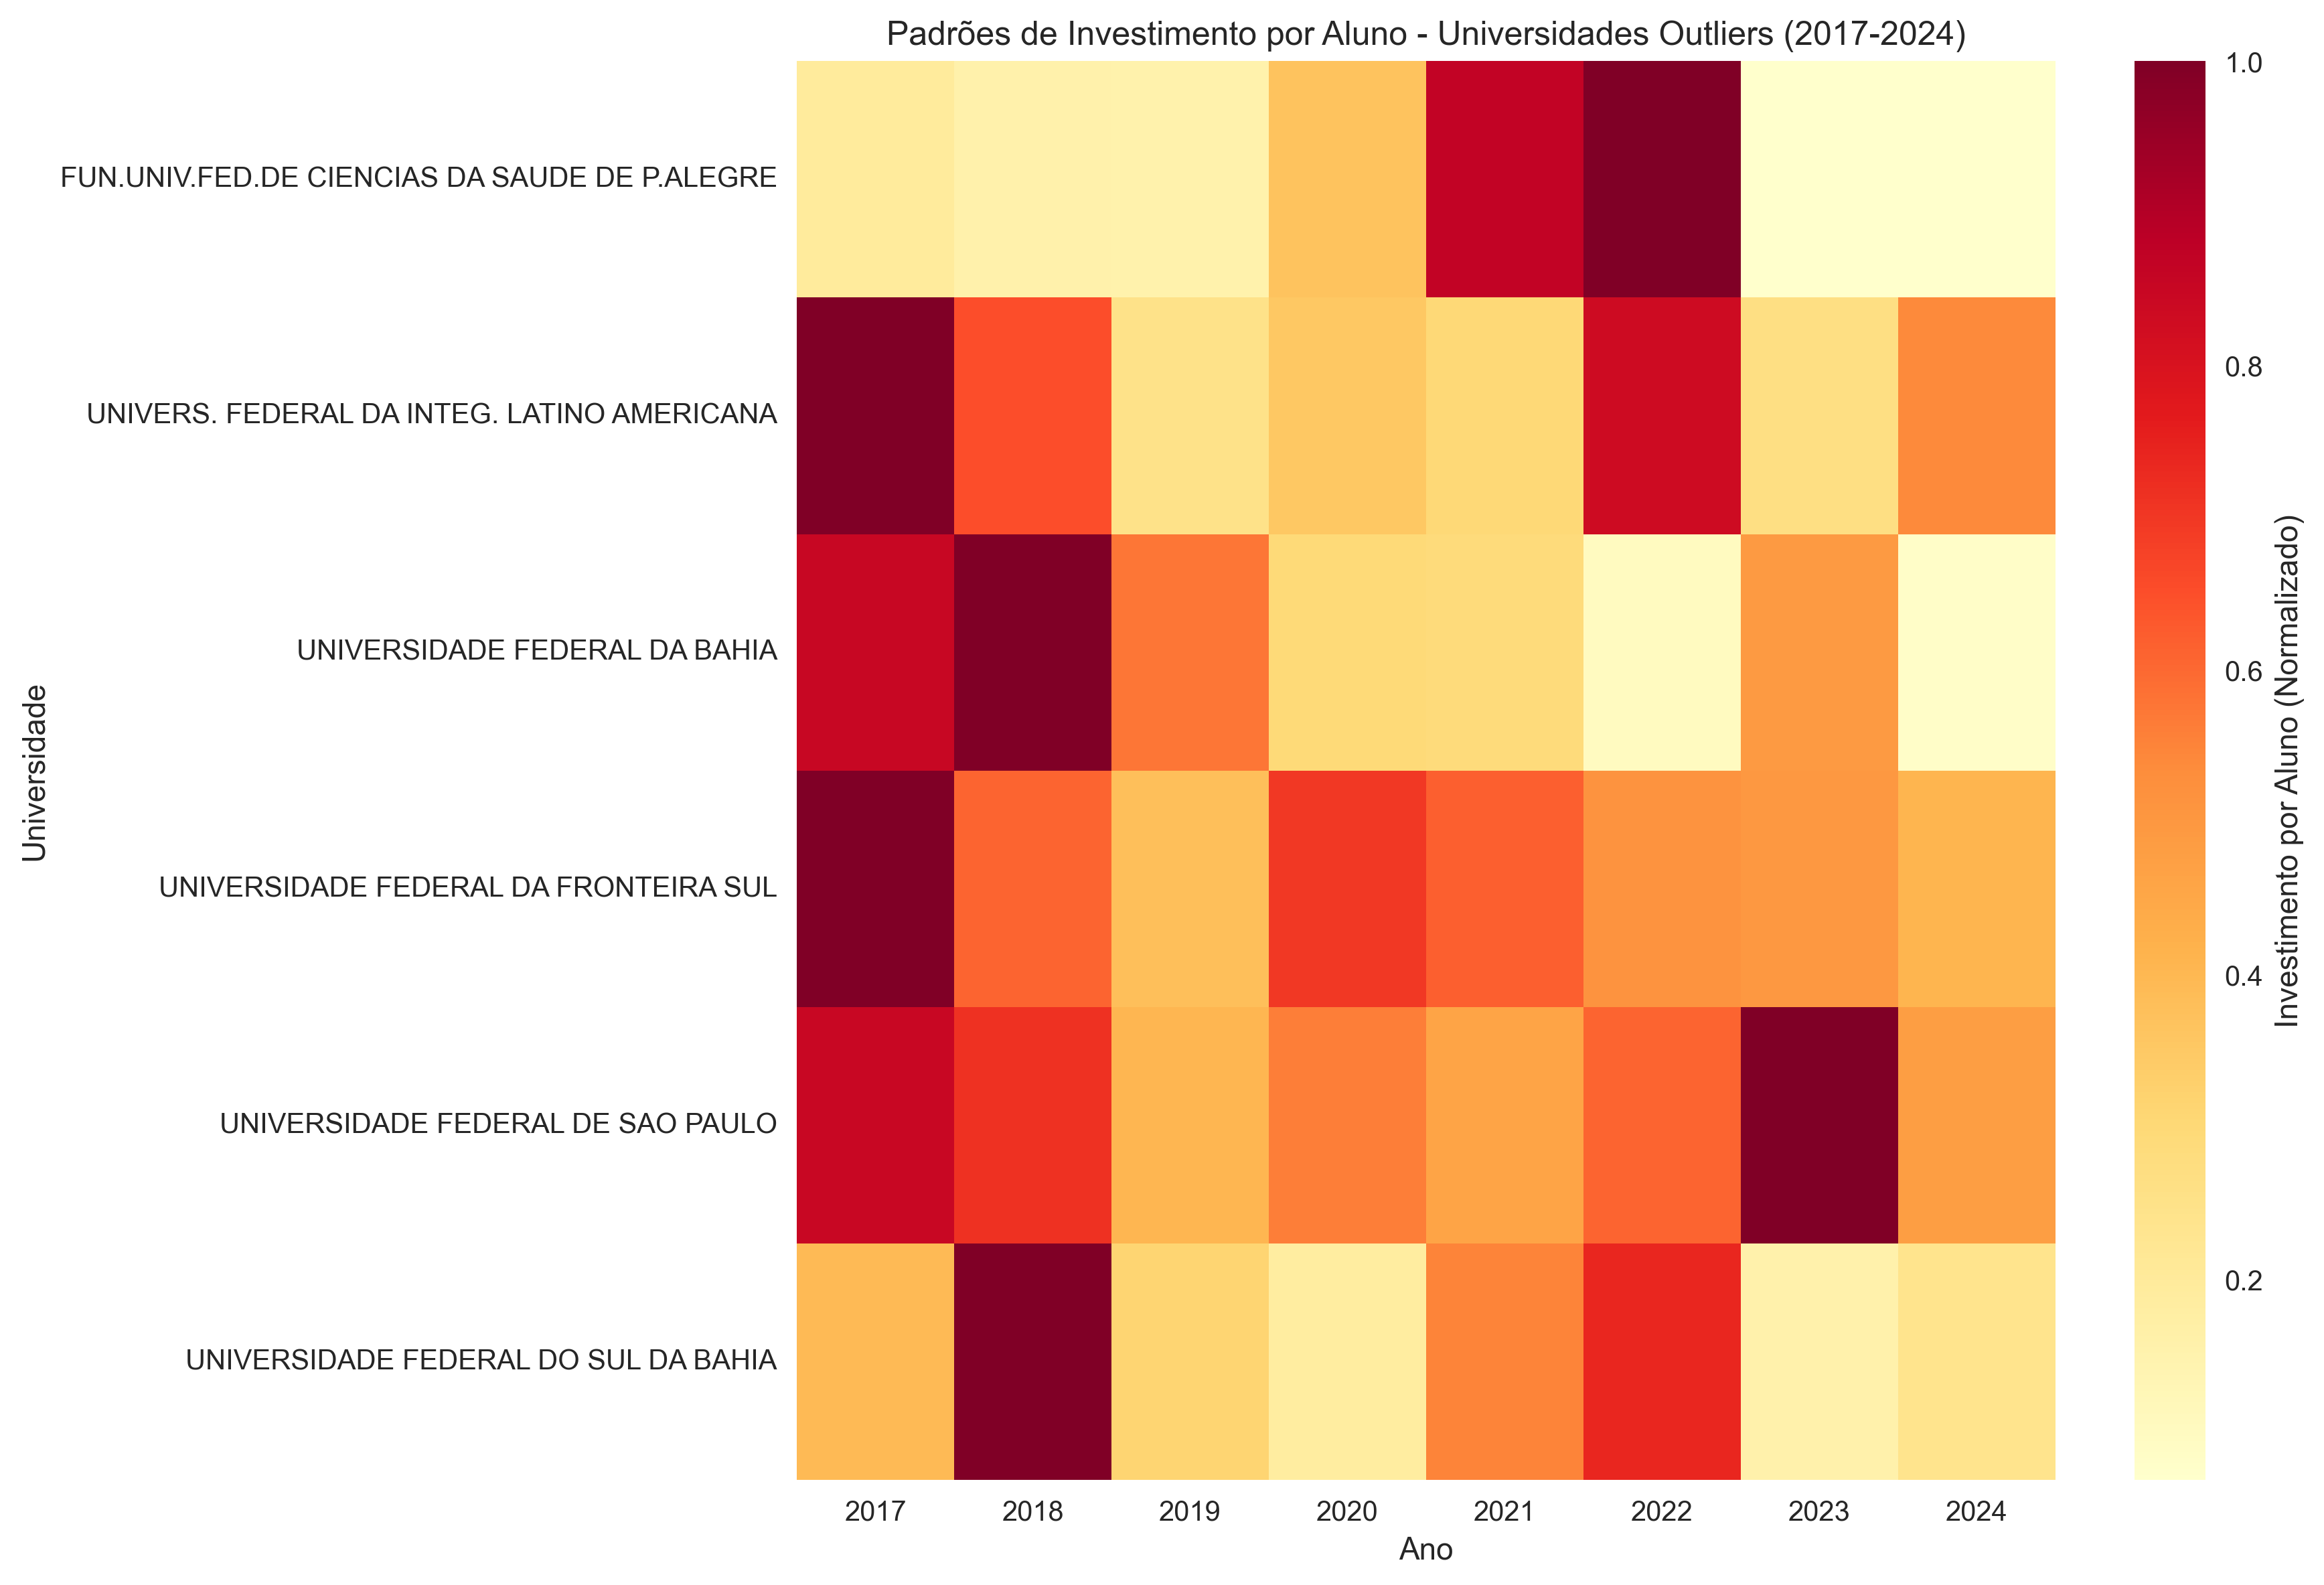 Padrões de Investimento por Aluno - Universidades Outliers (2017-2024)
Universidade
FUN.UNIV.FED.DE CIENCIAS DA SAUDE DE P.ALEGRE
UNIVERS. FEDERAL DA INTEG. LATINO AMERICANA
UNIVERSIDADE FEDERAL DA BAHIA
UNIVERSIDADE FEDERAL DA FRONTEIRA SUL
UNIVERSIDADE FEDERAL DE SAO PAULO
UNIVERSIDADE FEDERAL DO SUL DA BAHIA
2017 2018 2019 2020 2021 2022 2023 2024
Ano
1.0
0.8
0.6
0.4
0.2
Investimento por Aluno (Normalizado)